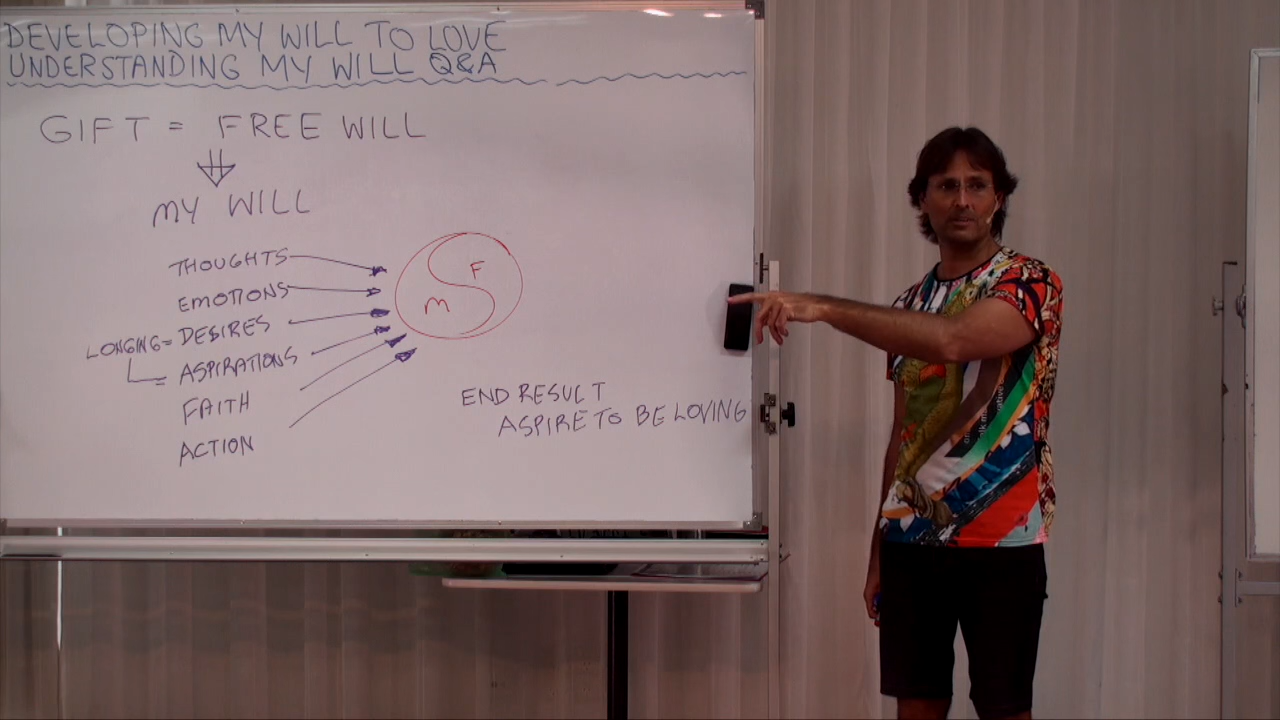 DEVELOPING MY WILL TO LOVE
UNDERSTANDING MY WILL Q&A
GIFT = FREE WILL
MY WILL
THOUGHTS
EMOTIONS
LONGING = DESIRES
= ASPIRATIONS
FAITH
ACTION
F
M
END RESULT
ASPIRE TO BE LOVING